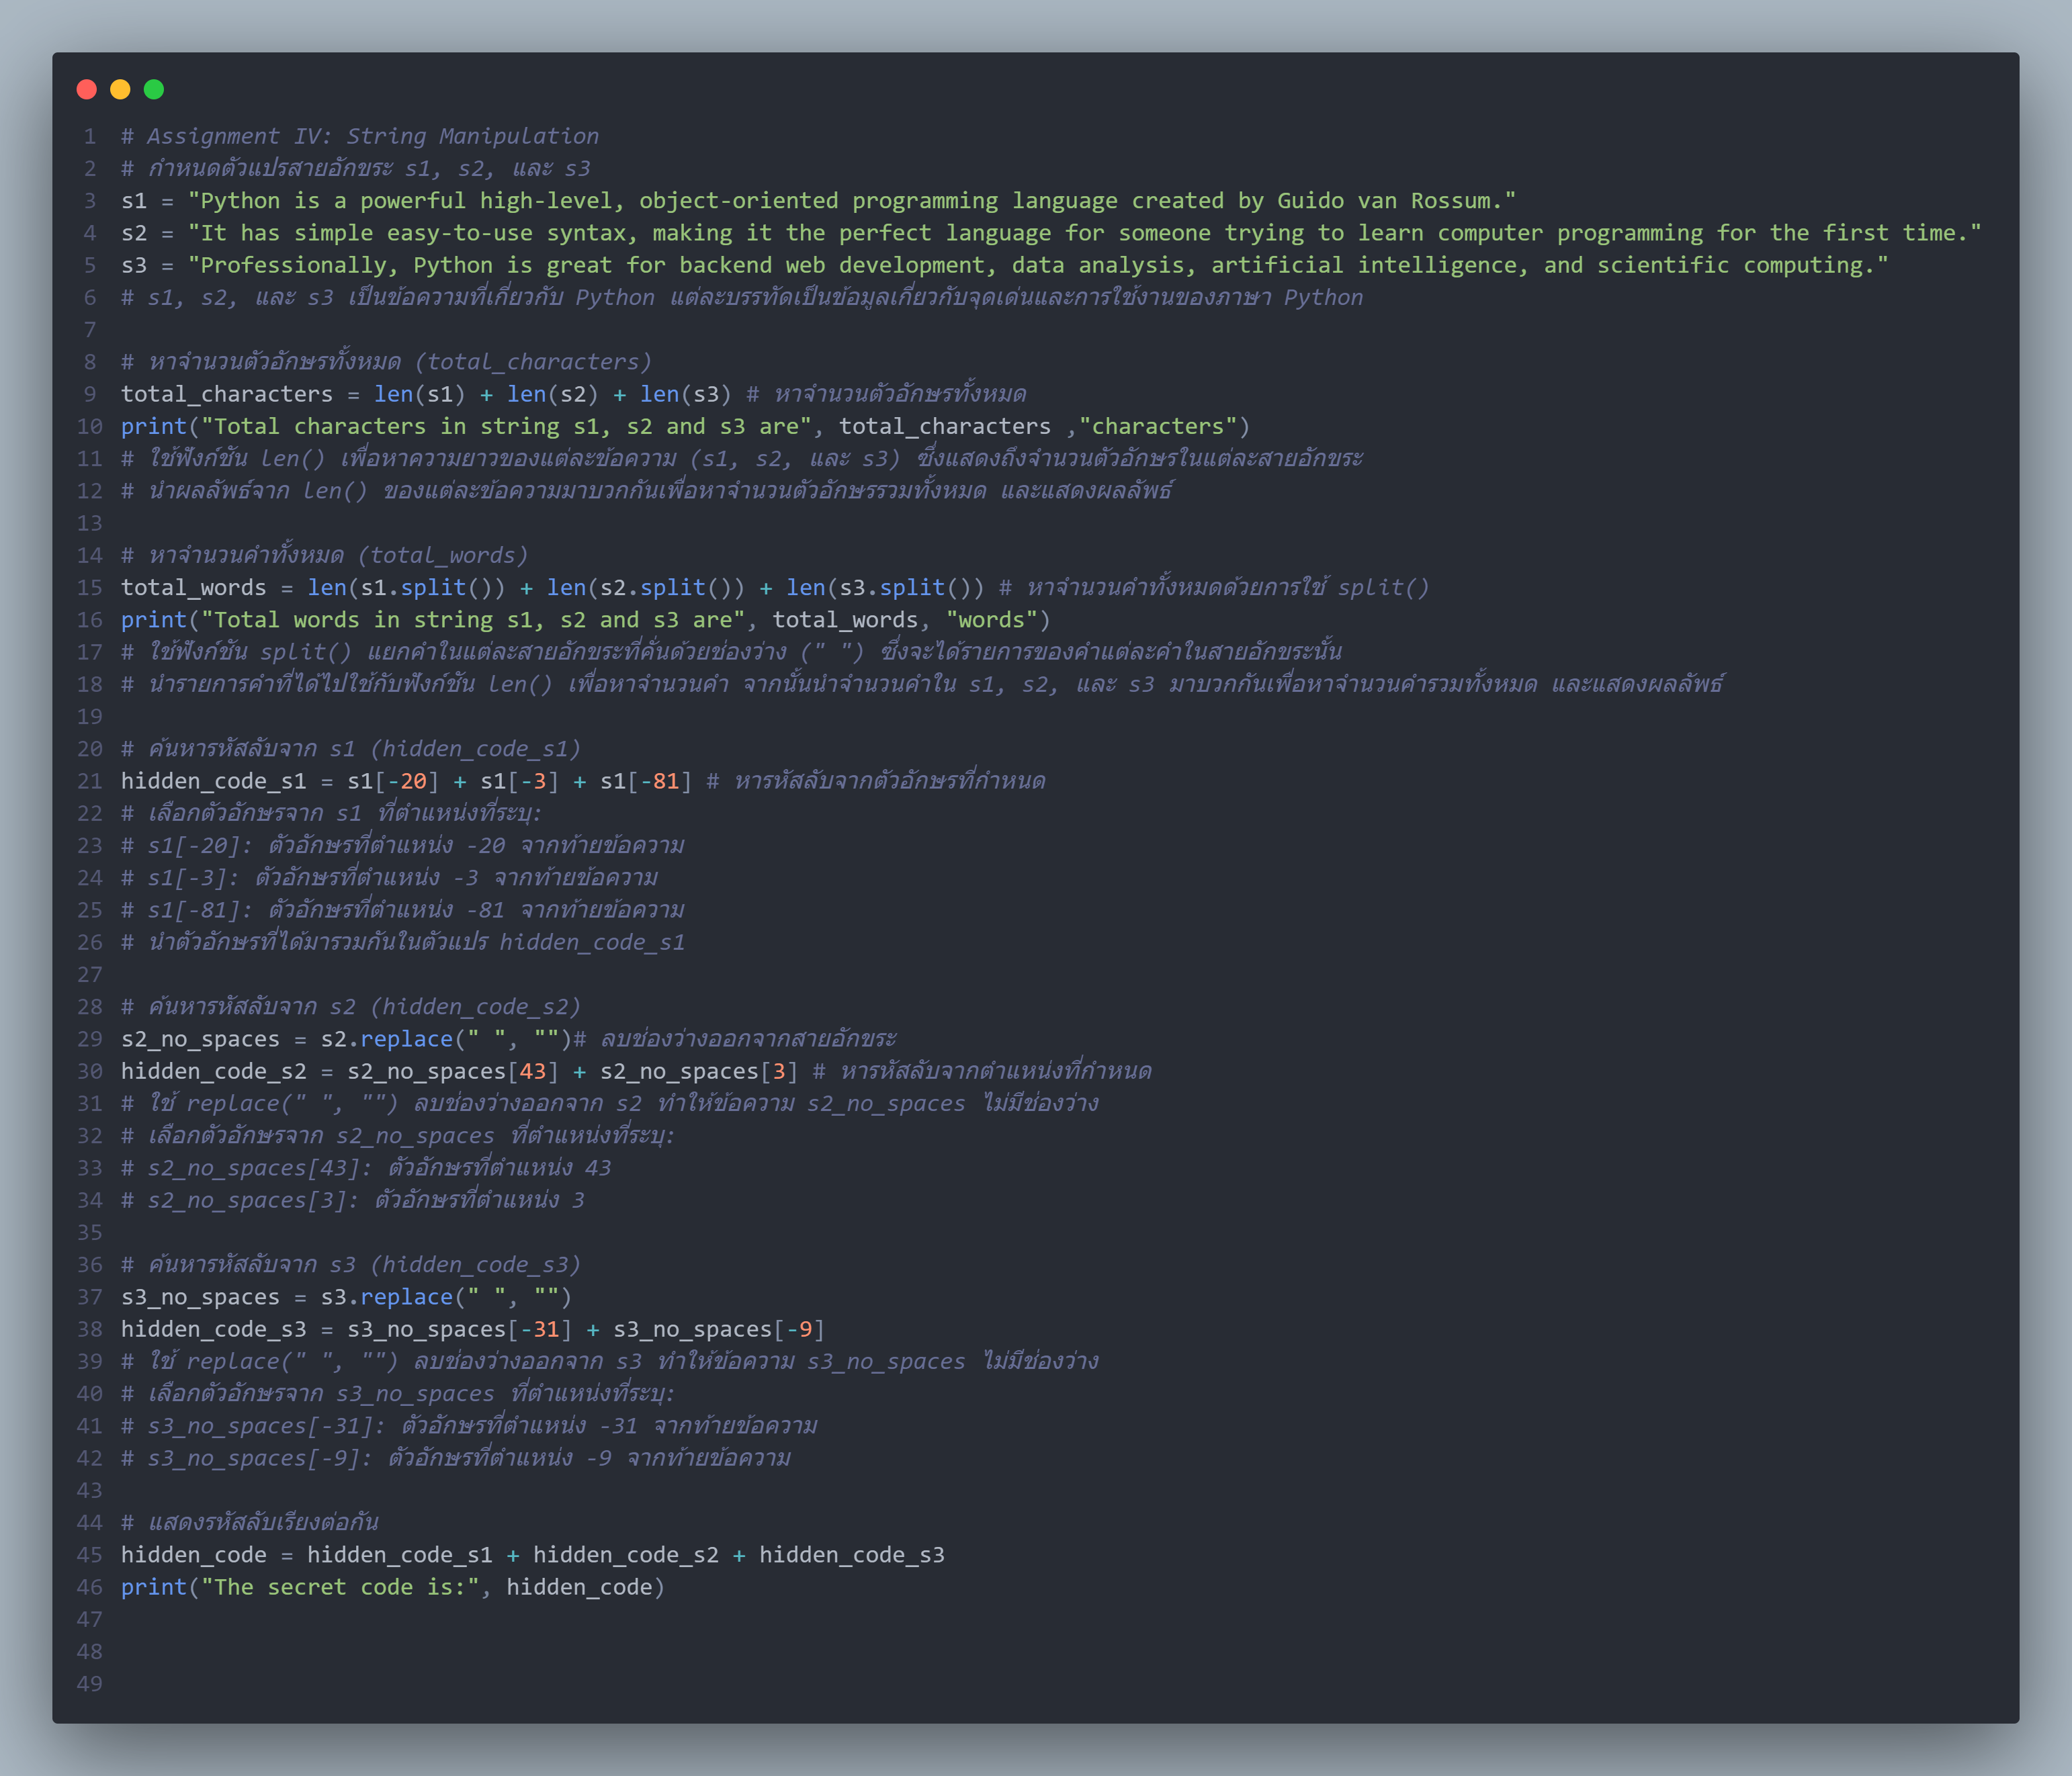 1 # Assignment IV: String Manipulation
2 # กำหนดตัวแปรสายอักขระ s1, s2, และ s3
3 s1 = "Python is a powerful high-level, object-oriented programming language created by Guido van Rossum."
4 s2 = "It has simple easy-to-use syntax, making it the perfect language for someone trying to learn computer programming for the first time."
5 s3 = "Professionally, Python is great for backend web development, data analysis, artificial intelligence, and scientific computing."
6 # s1, s2, และ s3 เป็นข้อความที่เกี่ยวกับ Python แต่ละบรรทัดเป็นข้อมูลเกี่ยวกับจุดเด่นและการใช้งานของภาษา Python
7
8 # หาจำนวนตัวอักษรทั้งหมด (total_characters)
9 total_characters = len(s1) + len(s2) + len(s3) # หาจำนวนตัวอักษรทั้งหมด
10 print("Total characters in string s1, s2 and s3 are", total_characters ,"characters")
11 # ใช้ฟังก์ชัน len() เพื่อหาความยาวของแต่ละข้อความ (s1, s2, และ s3) ซึ่งแสดงถึงจำนวนตัวอักษรในแต่ละสายอักขระ
12 # นำผลลัพธ์จาก len() ของแต่ละข้อความมาบวกกันเพื่อหาจำนวนตัวอักษรรวมทั้งหมด และแสดงผลลัพธ์
13
14 # หาจำนวนคำทั้งหมด (total_words)
15 total_words = len(s1.split()) + len(s2.split()) + len(s3.split()) # หาจำนวนคำทั้งหมดด้วยการใช้ split()
16 print("Total words in string s1, s2 and s3 are", total_words, "words")
17 # ใช้ฟังก์ชัน split() แยกคำในแต่ละสายอักขระที่คั่นด้วยช่องว่าง (" ") ซึ่งจะได้รายการของคำแต่ละคำในสายอักขระนั้น
18 # นำรายการคำที่ได้ไปใช้กับฟังก์ชัน len() เพื่อหาจำนวนคำ จากนั้นนำจำนวนคำใน s1, s2, และ s3 มาบวกกันเพื่อหาจำนวนคำรวมทั้งหมด และแสดงผลลัพธ์
19
20 # ค้นหารหัสลับจาก s1 (hidden_code_s1)
21 hidden_code_s1 = s1[-20] + s1[-3] + s1[-81] # หารหัสลับจากตัวอักษรที่กำหนด
22 # เลือกตัวอักษรจาก s1 ที่ตำแหน่งที่ระบุ:
23 # s1[-20]: ตัวอักษรที่ตำแหน่ง -20 จากท้ายข้อความ
24 # s1[-3]: ตัวอักษรที่ตำแหน่ง -3 จากท้ายข้อความ
25 # s1[-81]: ตัวอักษรที่ตำแหน่ง -81 จากท้ายข้อความ
26 # นำตัวอักษรที่ได้มารวมกันในตัวแปร hidden_code_s1
27
28 # ค้นหารหัสลับจาก s2 (hidden_code_s2)
29 s2_no_spaces = s2.replace(" ", "")# ลบช่องว่างออกจากสายอักขระ
30 hidden_code_s2 = s2_no_spaces[43] + s2_no_spaces[3] # หารหัสลับจากตำแหน่งที่กำหนด
31 # ใช้ replace(" ", "") ลบช่องว่างออกจาก s2 ทำให้ข้อความ s2_no_spaces ไม่มีช่องว่าง
32 # เลือกตัวอักษรจาก s2_no_spaces ที่ตำแหน่งที่ระบุ:
33 # s2_no_spaces[43]: ตัวอักษรที่ตำแหน่ง 43
34 # s2_no_spaces[3]: ตัวอักษรที่ตำแหน่ง 3
35
36 # ค้นหารหัสลับจาก s3 (hidden_code_s3)
37 s3_no_spaces = s3.replace(" ", "")
38 hidden_code_s3 = s3_no_spaces[-31] + s3_no_spaces[-9]
39 # ใช้ replace(" ", "") ลบช่องว่างออกจาก s3 ทำให้ข้อความ s3_no_spaces ไม่มีช่องว่าง
40 # เลือกตัวอักษรจาก s3_no_spaces ที่ตำแหน่งที่ระบุ:
41 # s3_no_spaces[-31]: ตัวอักษรที่ตำแหน่ง -31 จากท้ายข้อความ
42 # s3_no_spaces[-9]: ตัวอักษรที่ตำแหน่ง -9 จากท้ายข้อความ
43
44 # แสดงรหัสลับเรียงต่อกัน
45 hidden_code = hidden_code_s1 + hidden_code_s2 + hidden_code_s3
46 print("The secret code is:", hidden_code)
47
48
49